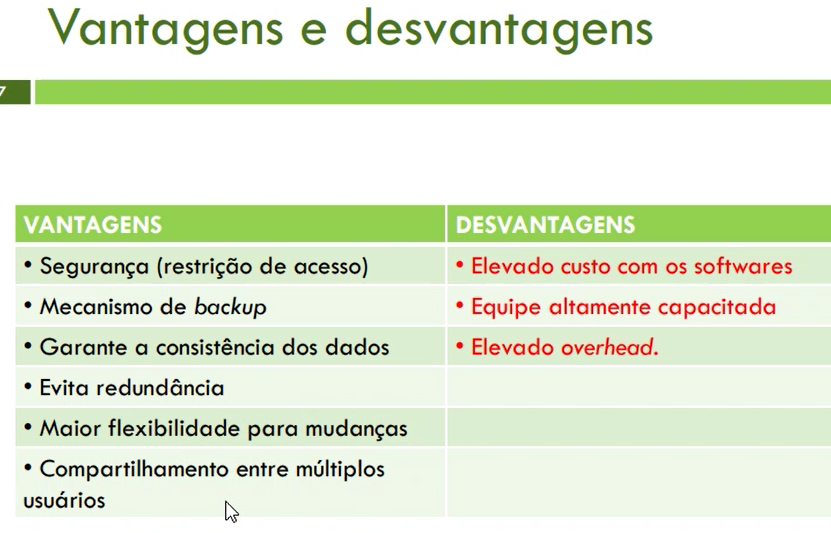 Vantagens e desvantagens
7
VANTAGENS
DESVANTAGENS
• Segurança (restrição de acesso)
• Elevado custo com os softwares
• Mecanismo de backup
• Equipe altamente capacitada
• Garante a consistência dos dados
• Elevado overhead.
• Evita redundância
• Maior flexibilidade para mudanças
• Compartilhamento entre múltiplos
usuários